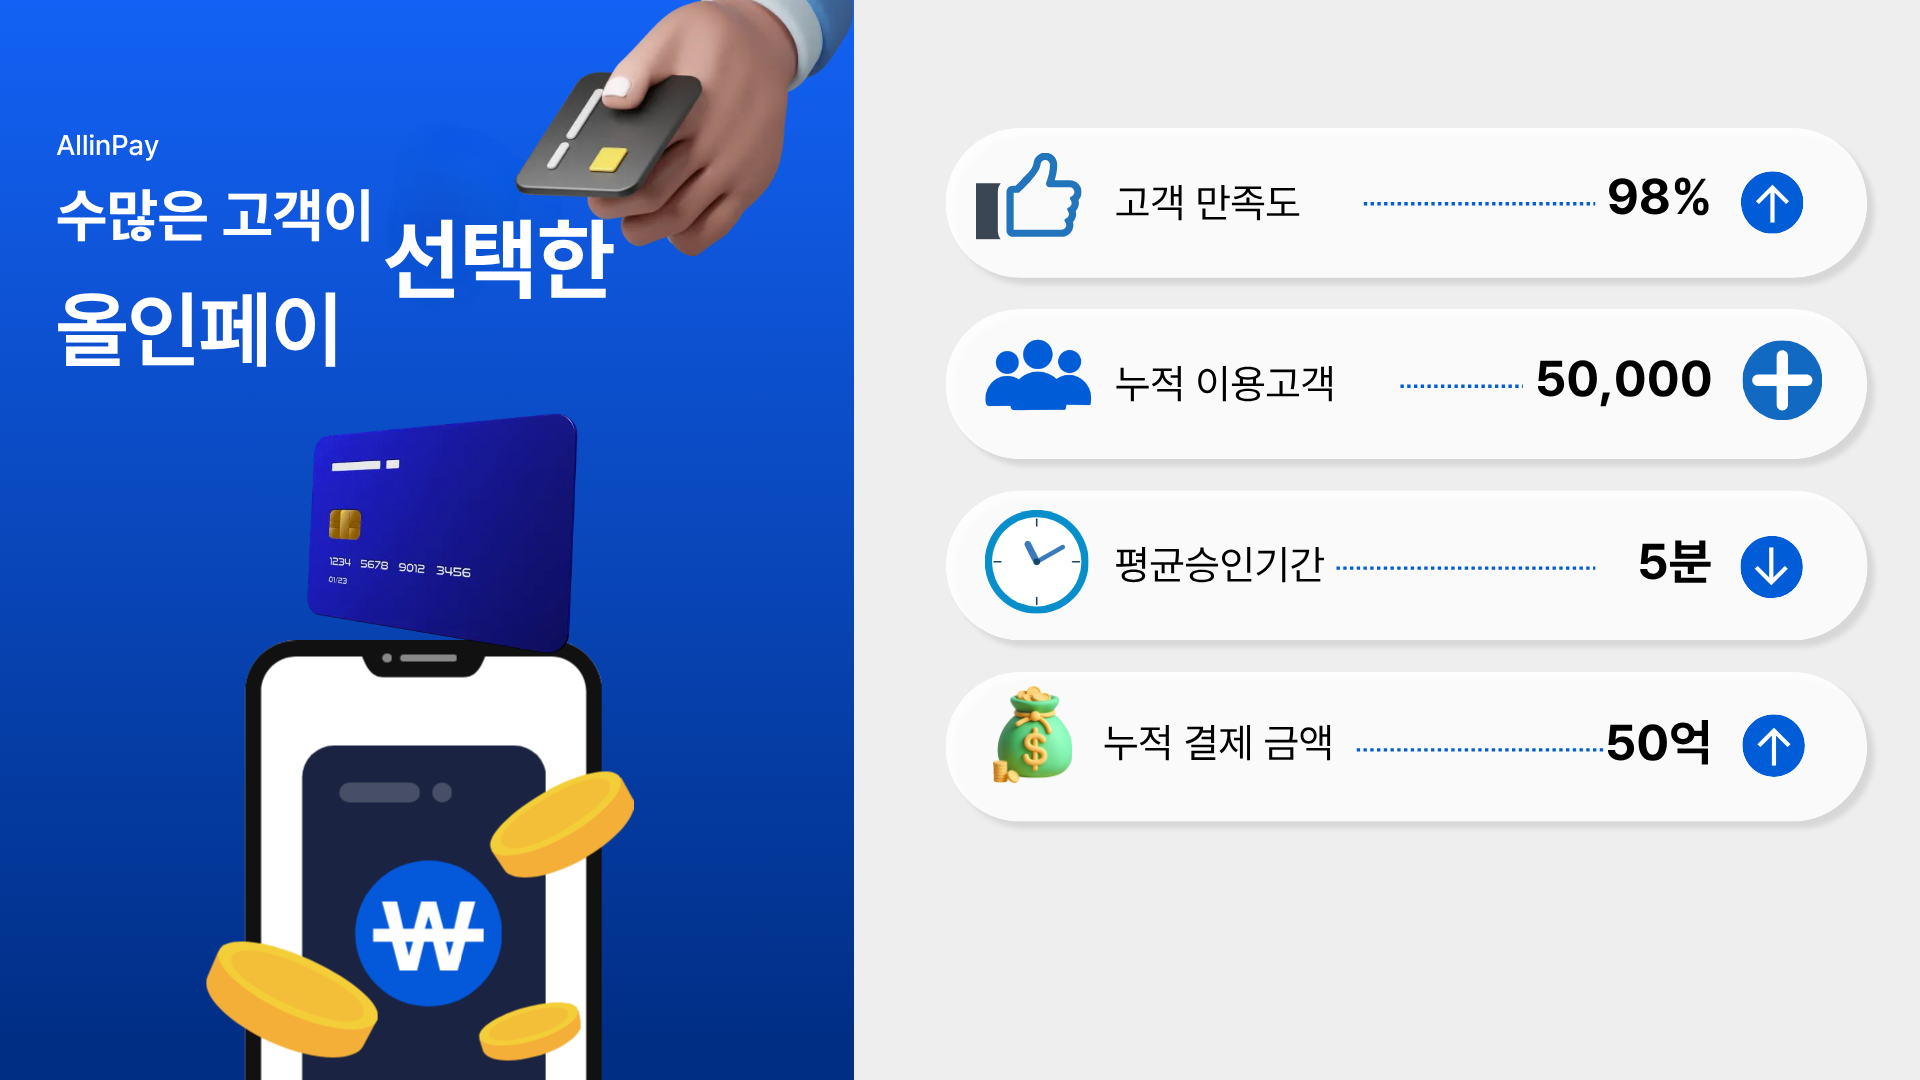 AllinPay
수많은 고객이 선택한
올인페이
1234 5678 9012 3456
01/23
₩
고객 만족도 98%
누적 이용고객 50,000
평균승인기간 5분
$
누적 결제 금액 50억